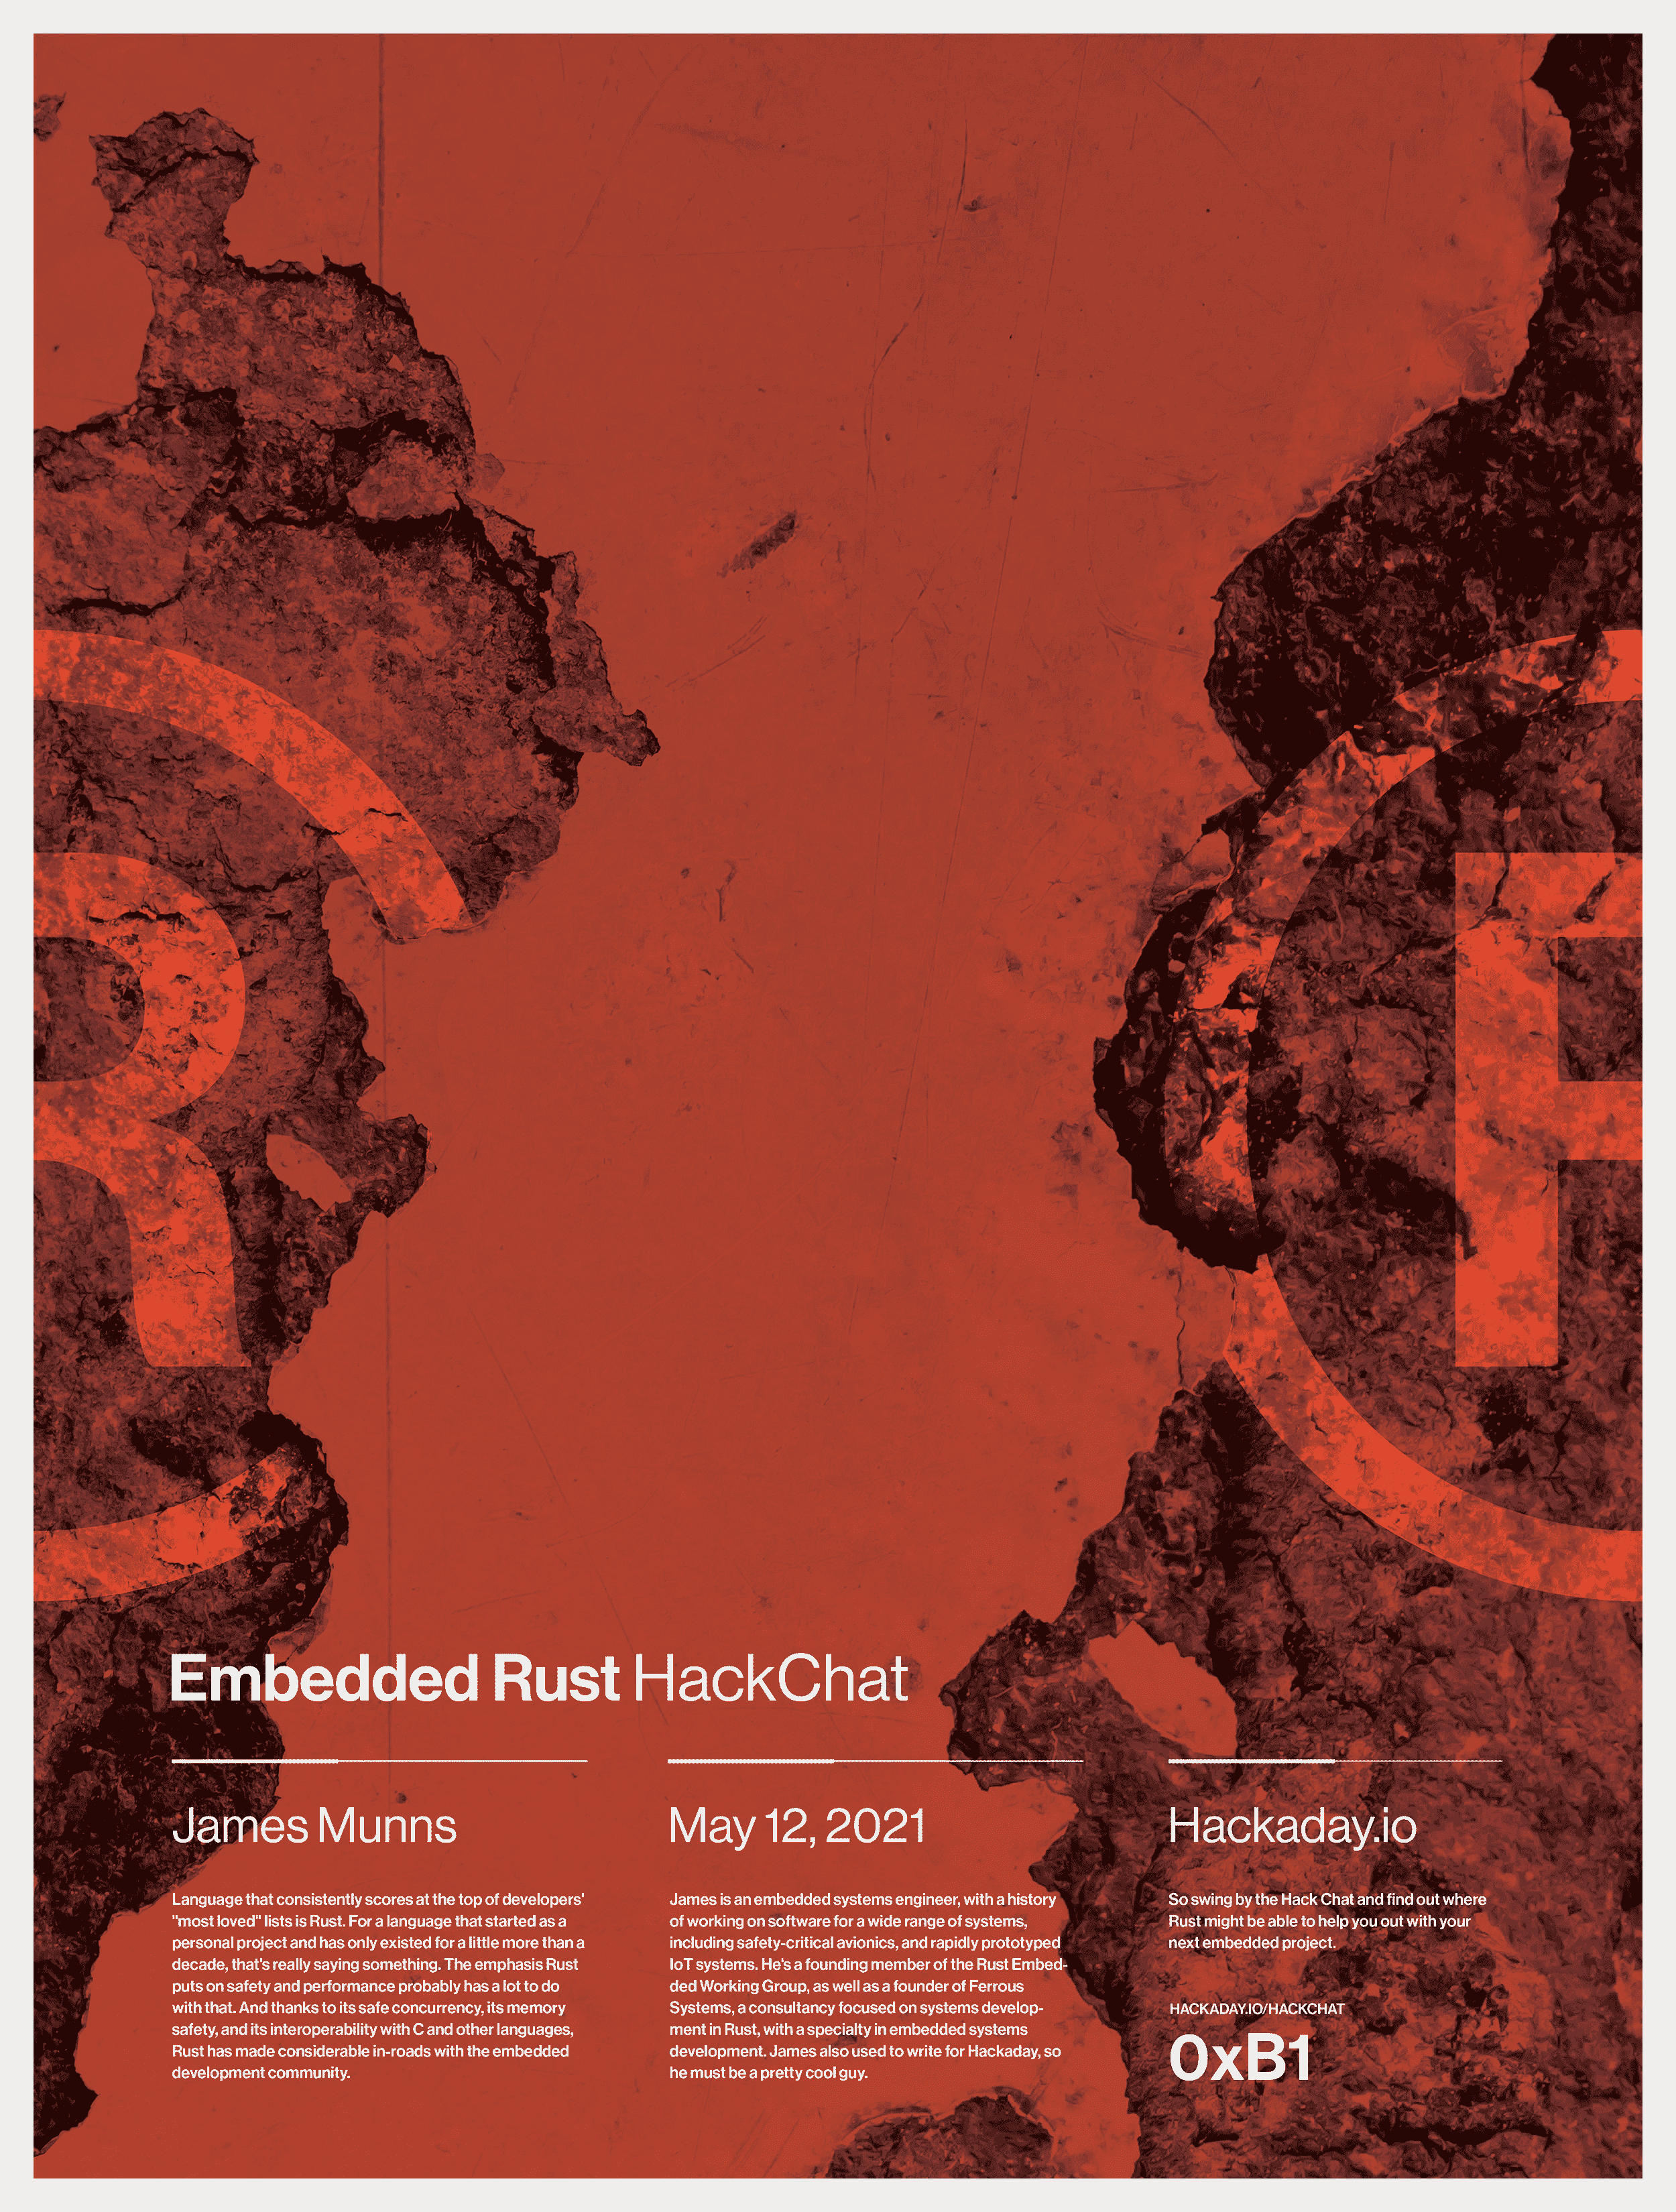 R
R
Embedded Rust HackChat
James Munns
Language that consistently scores at the top of developers'
"most loved" lists is Rust. For a language that started as a
personal project and has only existed for a little more than a
decade, that's really saying something. The emphasis Rust
puts on safety and performance probably has a lot to do
with that. And thanks to its safe concurrency, its memory
safety, and its interoperability with C and other languages,
Rust has made considerable in-roads with the embedded
development community.
May 12, 2021
James is an embedded systems engineer, with a history
of working on software for a wide range of systems,
including safety-critical avionics, and rapidly prototyped
IoT systems. He's a founding member of the Rust Embed-
ded Working Group, as well as a founder of Ferrous
Systems, a consultancy focused on systems develop-
ment in Rust, with a specialty in embedded systems
development. James also used to write for Hackaday, so
he must be a pretty cool guy.
Hackaday.io
So swing by the Hack Chat and find out where
Rust might be able to help you out with your
next embedded project.
HACKADAY.IO/HACKCHAT
0xB1